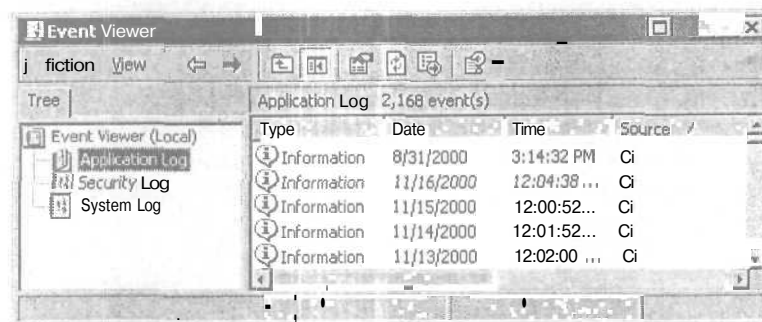 Event Viewer
j fiction View
Tree
Application Log 2,168 event(s)
Event Viewer (Local)
Application Log
Security Log
System Log
Type Date Time Source
Information 8/31/2000 3:14:32 PM Ci
Information 11/16/2000 12:04:38 ... Ci
Information 11/15/2000 12:00:52... Ci
Information 11/14/2000 12:01:52... Ci
Information 11/13/2000 12:02:00 ... Ci